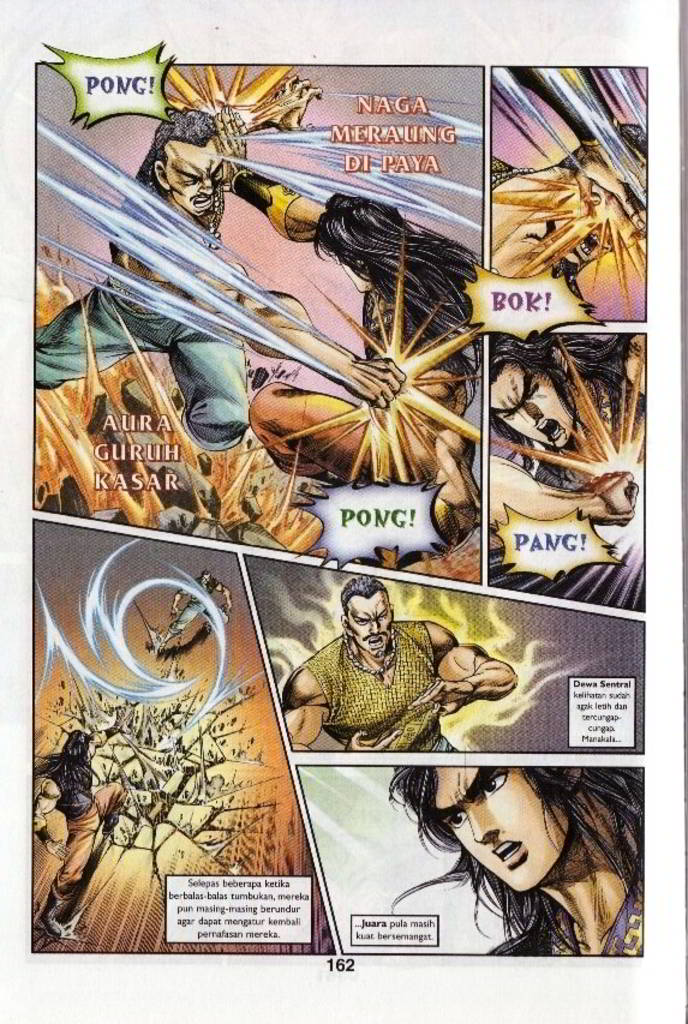 PONG!
NAGA
MERAUNG
DI PAYA
BOK!
AURA
GURUH
KASAR
PONG!
PANG!
Dewa Sentral
kelihatan sudah
agak letih dan
tercungap-
cungap.
Manakala...
Selepas beberapa ketika
berbalas-balas tumbukan, mereka
pun masing-masing berundur
agar dapat mengatur kembali
pernafasan mereka.
...Juara pula masih
kuat bersemangat.
162